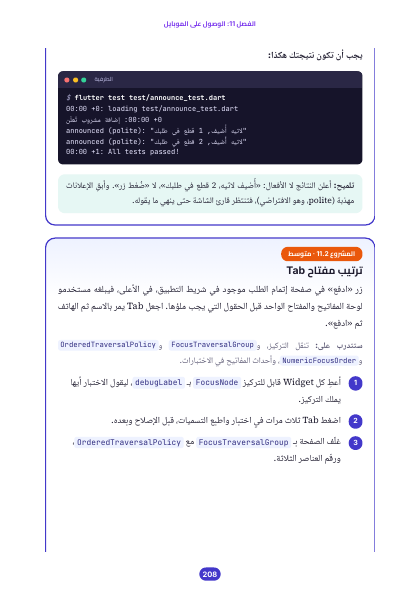 الفصل 11: الوصول على الموبايل
يجب أن تكون نتيجتك هكذا:
الطرفية
$ flutter test test/announce_test.dart
00:00 +0: loading test/announce_test.dart
00:00 +0: إضافة مشروب تُعلَن
announced (polite): "لاتيه أُضيف، 1 قطع في طلبك"
announced (polite): "لاتيه أُضيف، 2 قطع في طلبك"
00:00 +1: All tests passed!
تلميح: أعلن النتائج لا الأفعال: «أُضيف لاتيه، 2 قطع في طلبك»، لا «ضُغط زر». وأبقِ الإعلانات
مهذبة (polite، وهو الافتراضي)، فتنتظر قارئ الشاشة حتى ينهي ما يقوله.
المشروع 11.2 · متوسط
ترتيب مفتاح Tab
زر «ادفع» في صفحة إتمام الطلب موجود في شريط التطبيق، في الأعلى، فيبلغه مستخدمو
لوحة المفاتيح والمفاتيح الواحد قبل الحقول التي يجب ملؤها. اجعل Tab يمر بالاسم ثم الهاتف
ثم «ادفع».
ستتدرب على: تنقّل التركيز، و FocusTraversalGroup و OrderedTraversalPolicy
و NumericFocusOrder، وأحداث المفاتيح في الاختبارات.
1 أعطِ كل Widget قابل للتركيز FocusNode بـ debugLabel، ليقول الاختبار أيها
يملك التركيز.
2 اضغط Tab ثلاث مرات في اختبار واطبع التسميات، قبل الإصلاح وبعده.
3 غلّف الصفحة بـ FocusTraversalGroup مع OrderedTraversalPolicy،
ورقم العناصر الثلاثة.
208